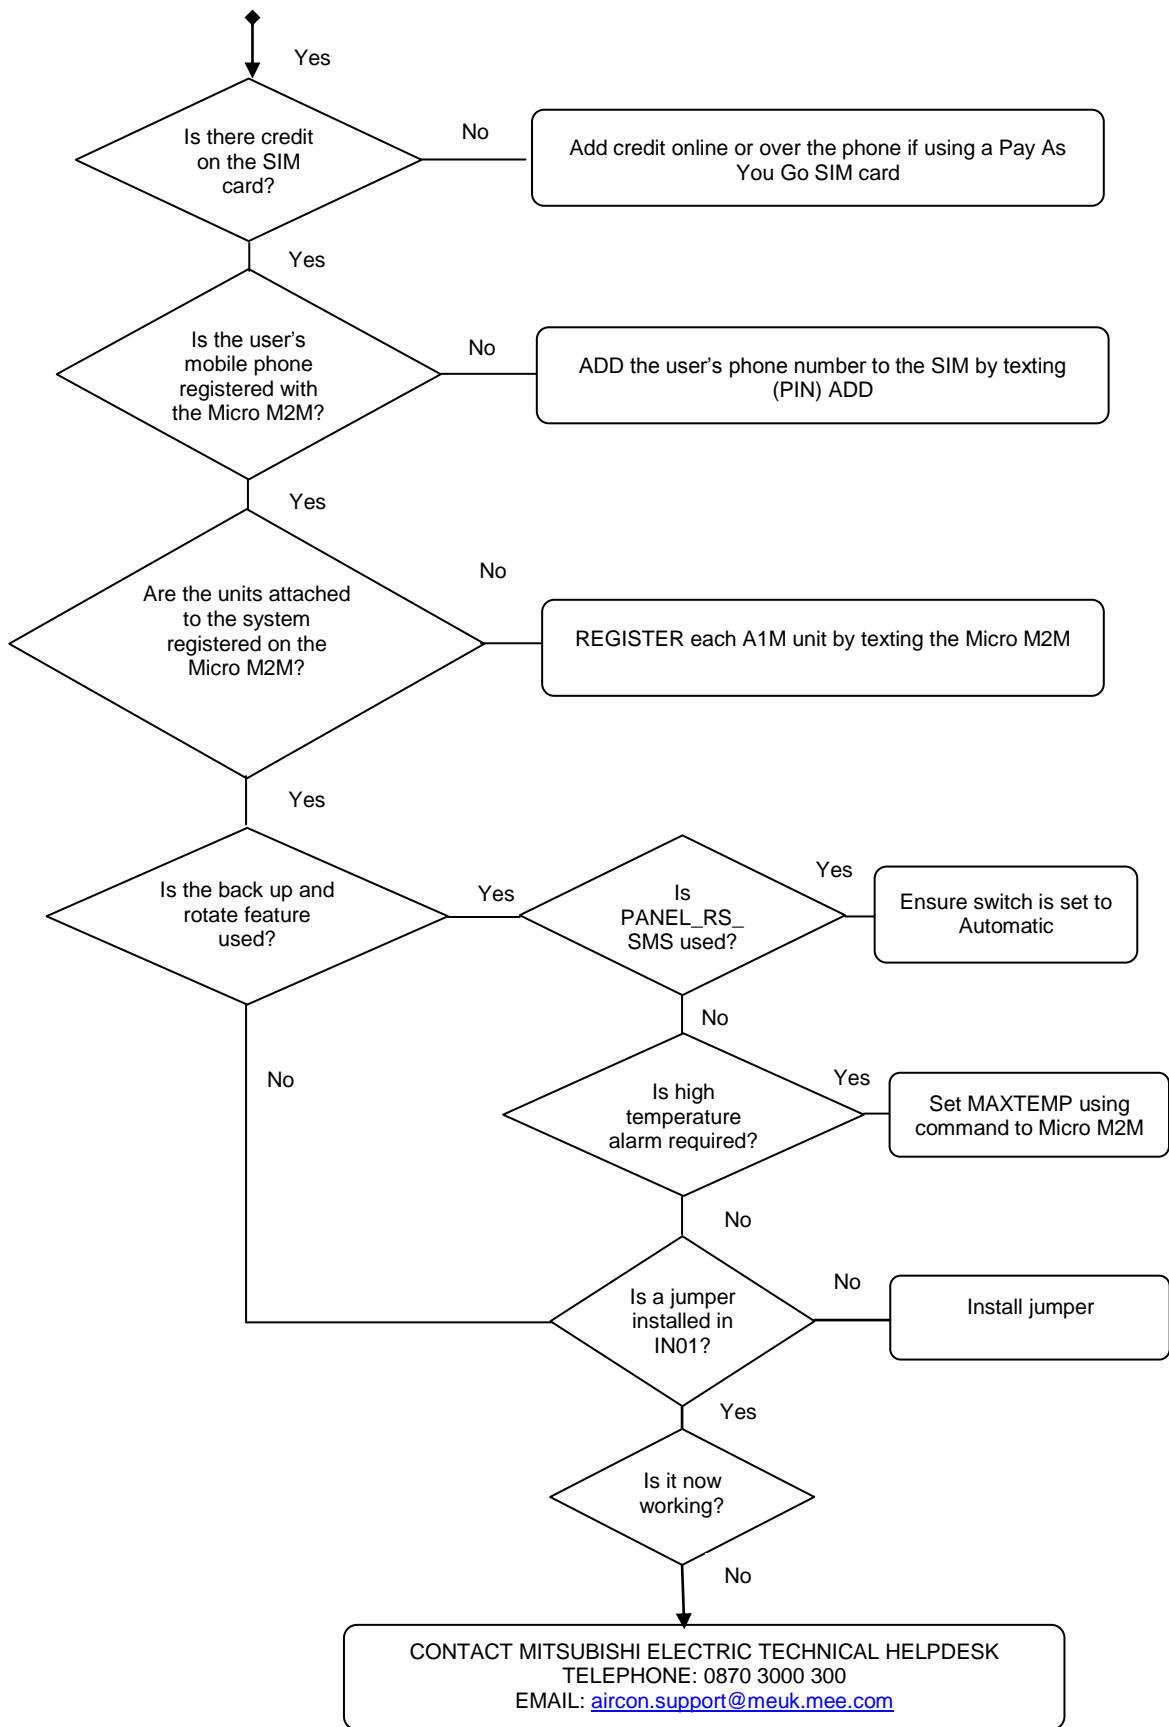 Yes
Is there credit
on the SIM
card?
No
Add credit online or over the phone if using a Pay As
You Go SIM card
Yes
Is the user's
mobile phone
registered with
the Micro M2M?
No
ADD the user's phone number to the SIM by texting
(PIN) ADD
Yes
Are the units attached
to the system
registered on the
Micro M2M?
No
REGISTER each A1M unit by texting the Micro M2M
Yes
Is the back up and
rotate feature
used?
Yes
Is
PANEL_RS_
SMS used?
Yes
Ensure switch is set to
Automatic
No
No
Is high
temperature
alarm required?
Yes
Set MAXTEMP using
command to Micro M2M
No
Is a jumper
installed in
IN01?
No
Install jumper
Yes
Is it now
working?
No
CONTACT MITSUBISHI ELECTRIC TECHNICAL HELPDESK
TELEPHONE: 0870 3000 300
EMAIL: aircon.support@meuk.mee.com